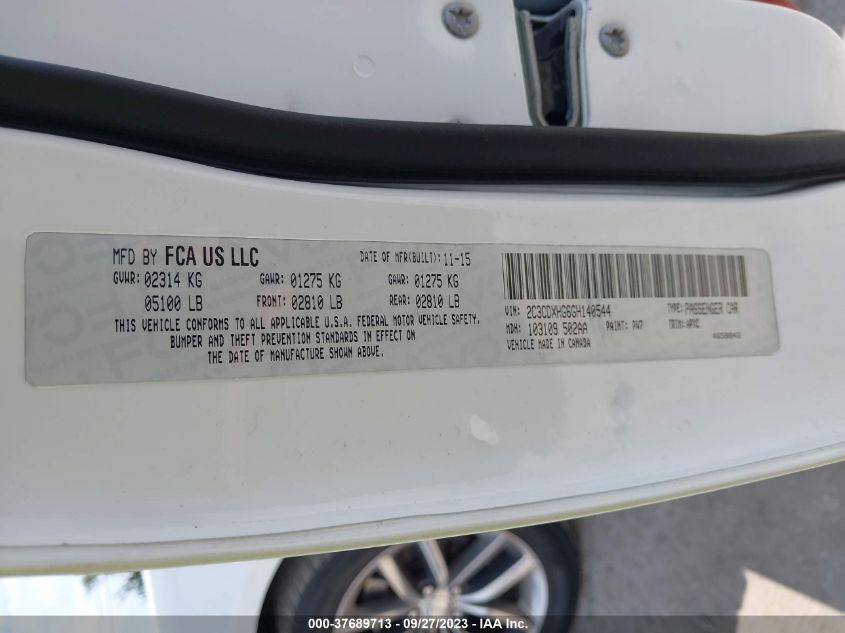 MFD BY FCA US LLC
DATE OF MFR(BUILT): 11-15
GVWR: 02314 KG GAWR: 01275 KG GAWR: 01275 KG
05100 LB FRONT: 02810 LB REAR: 02810 LB
THIS VEHICLE CONFORMS TO ALL APPLICABLE U.S.A. FEDERAL MOTOR VEHICLE SAFETY,
BUMPER AND THEFT PREVENTION STANDARDS IN EFFECT ON
THE DATE OF MANUFACTURE SHOWN ABOVE.
VIN: 2C3CDXHG6GH140544 TYPE: PASSENGER CAR
MDH: 103109 502AA PAINT: PW7 TRIM:
VEHICLE MADE IN CANADA
000-37689713 - 09/27/2023 - IAA Inc.